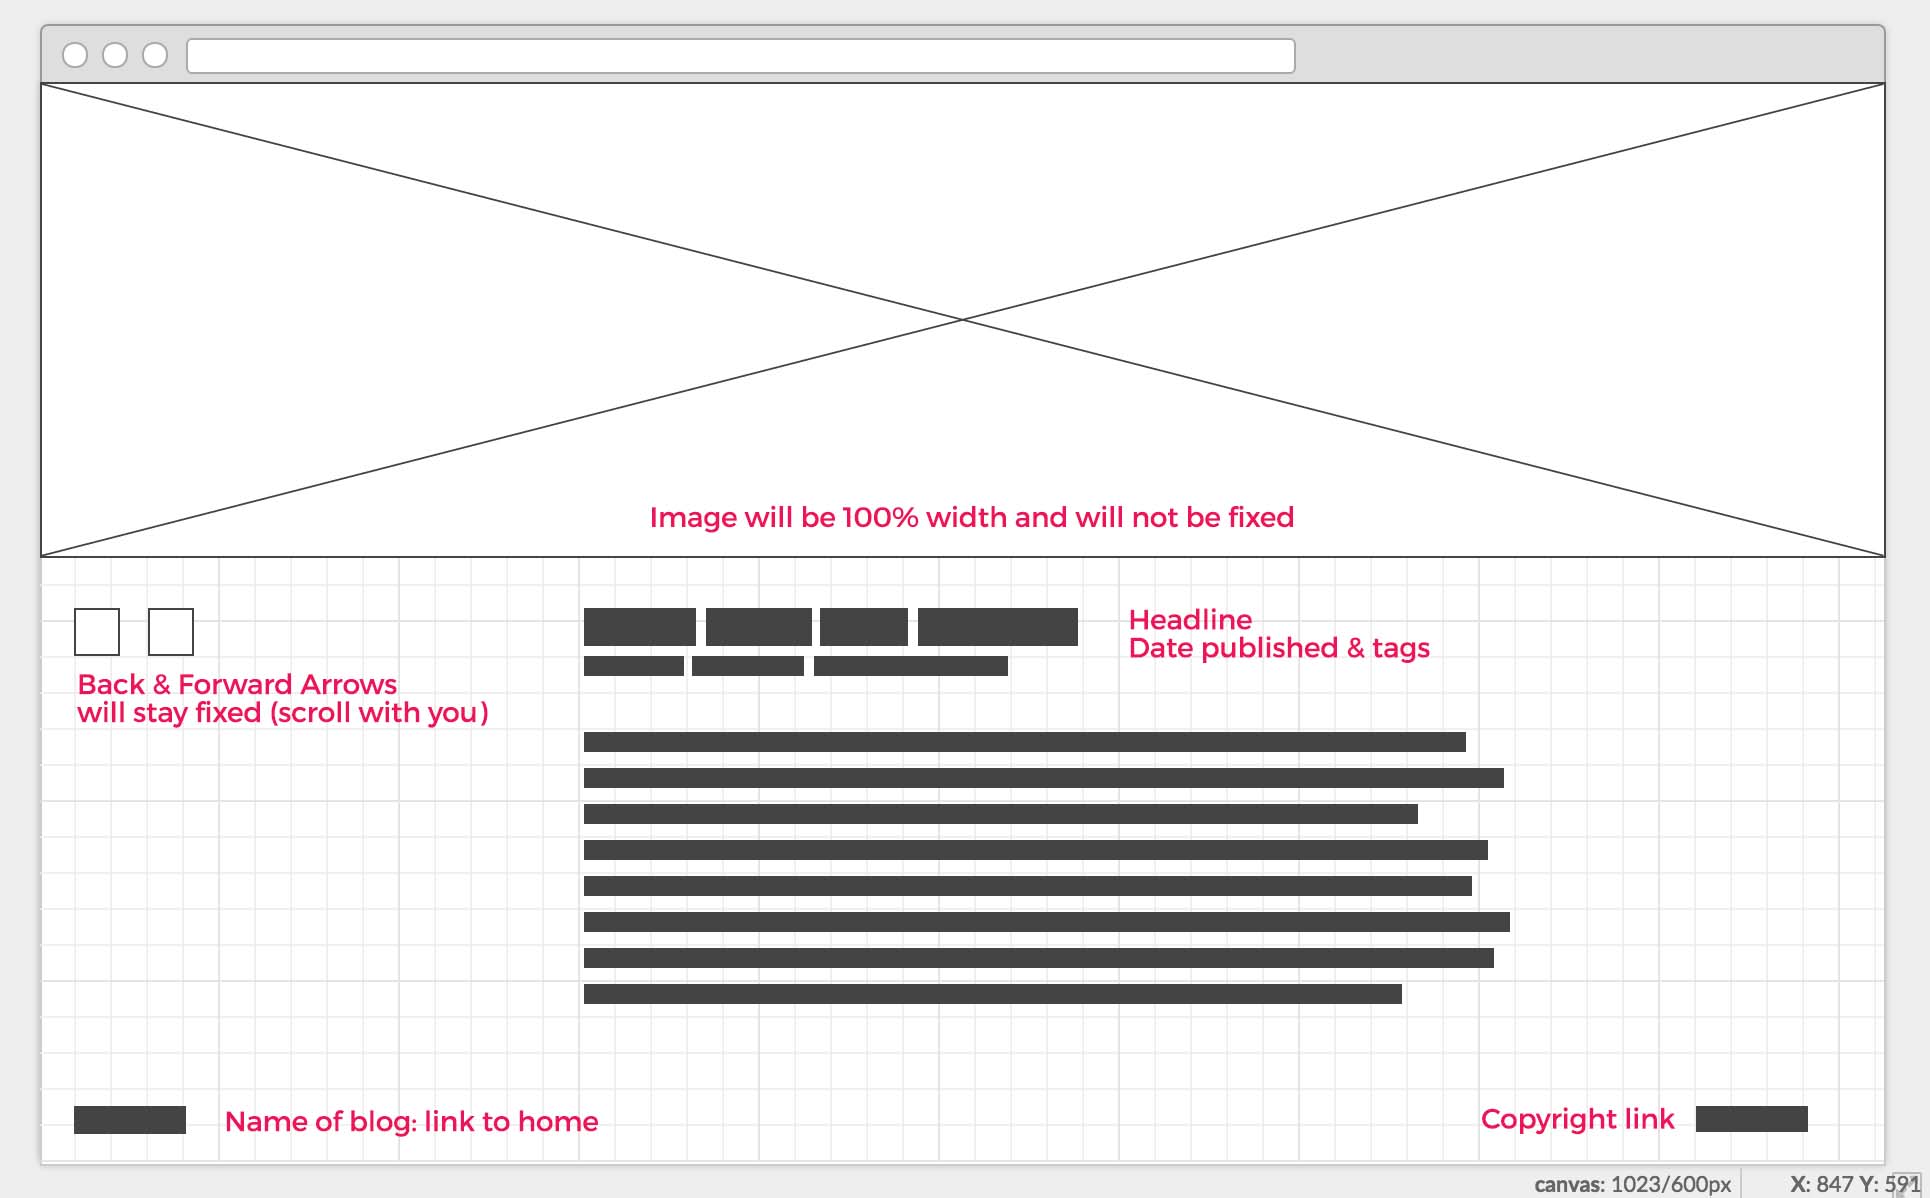 Image will be 100% width and will not be fixed
Headline
Date published & tags
Back & Forward Arrows
will stay fixed (scroll with you)
Name of blog: link to home
Copyright link
canvas: 1023/600px
X: 847 Y: 591